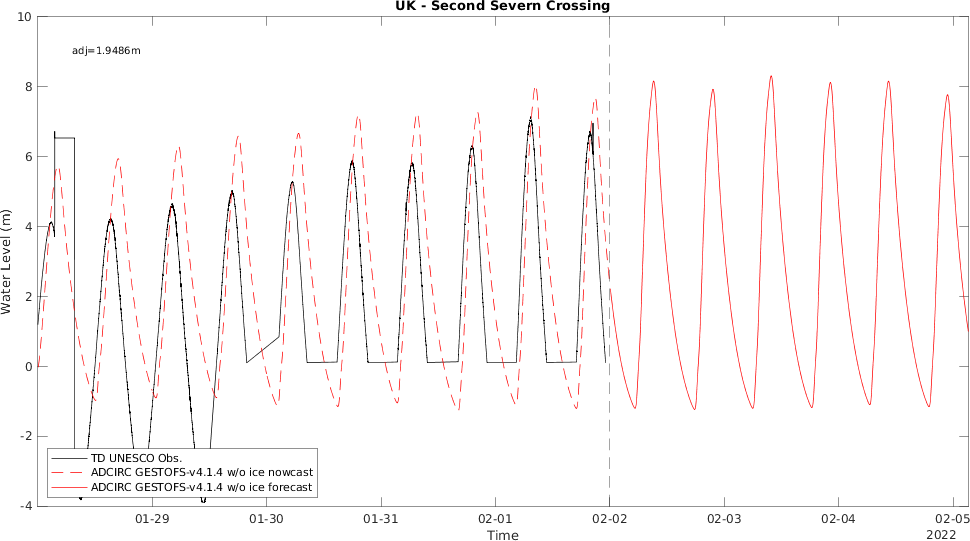 UK - Second Severn Crossing
10
adj=1.9486m
8
6
4
2
0
-2
-4
Water Level (m)
TD UNESCO Obs.
ADCIRC GESTOFS-v4.1.4 w/o ice nowcast
ADCIRC GESTOFS-v4.1.4 w/o ice forecast
01-29 01-30 01-31 02-01 02-02 02-03 02-04 02-05
Time
2022